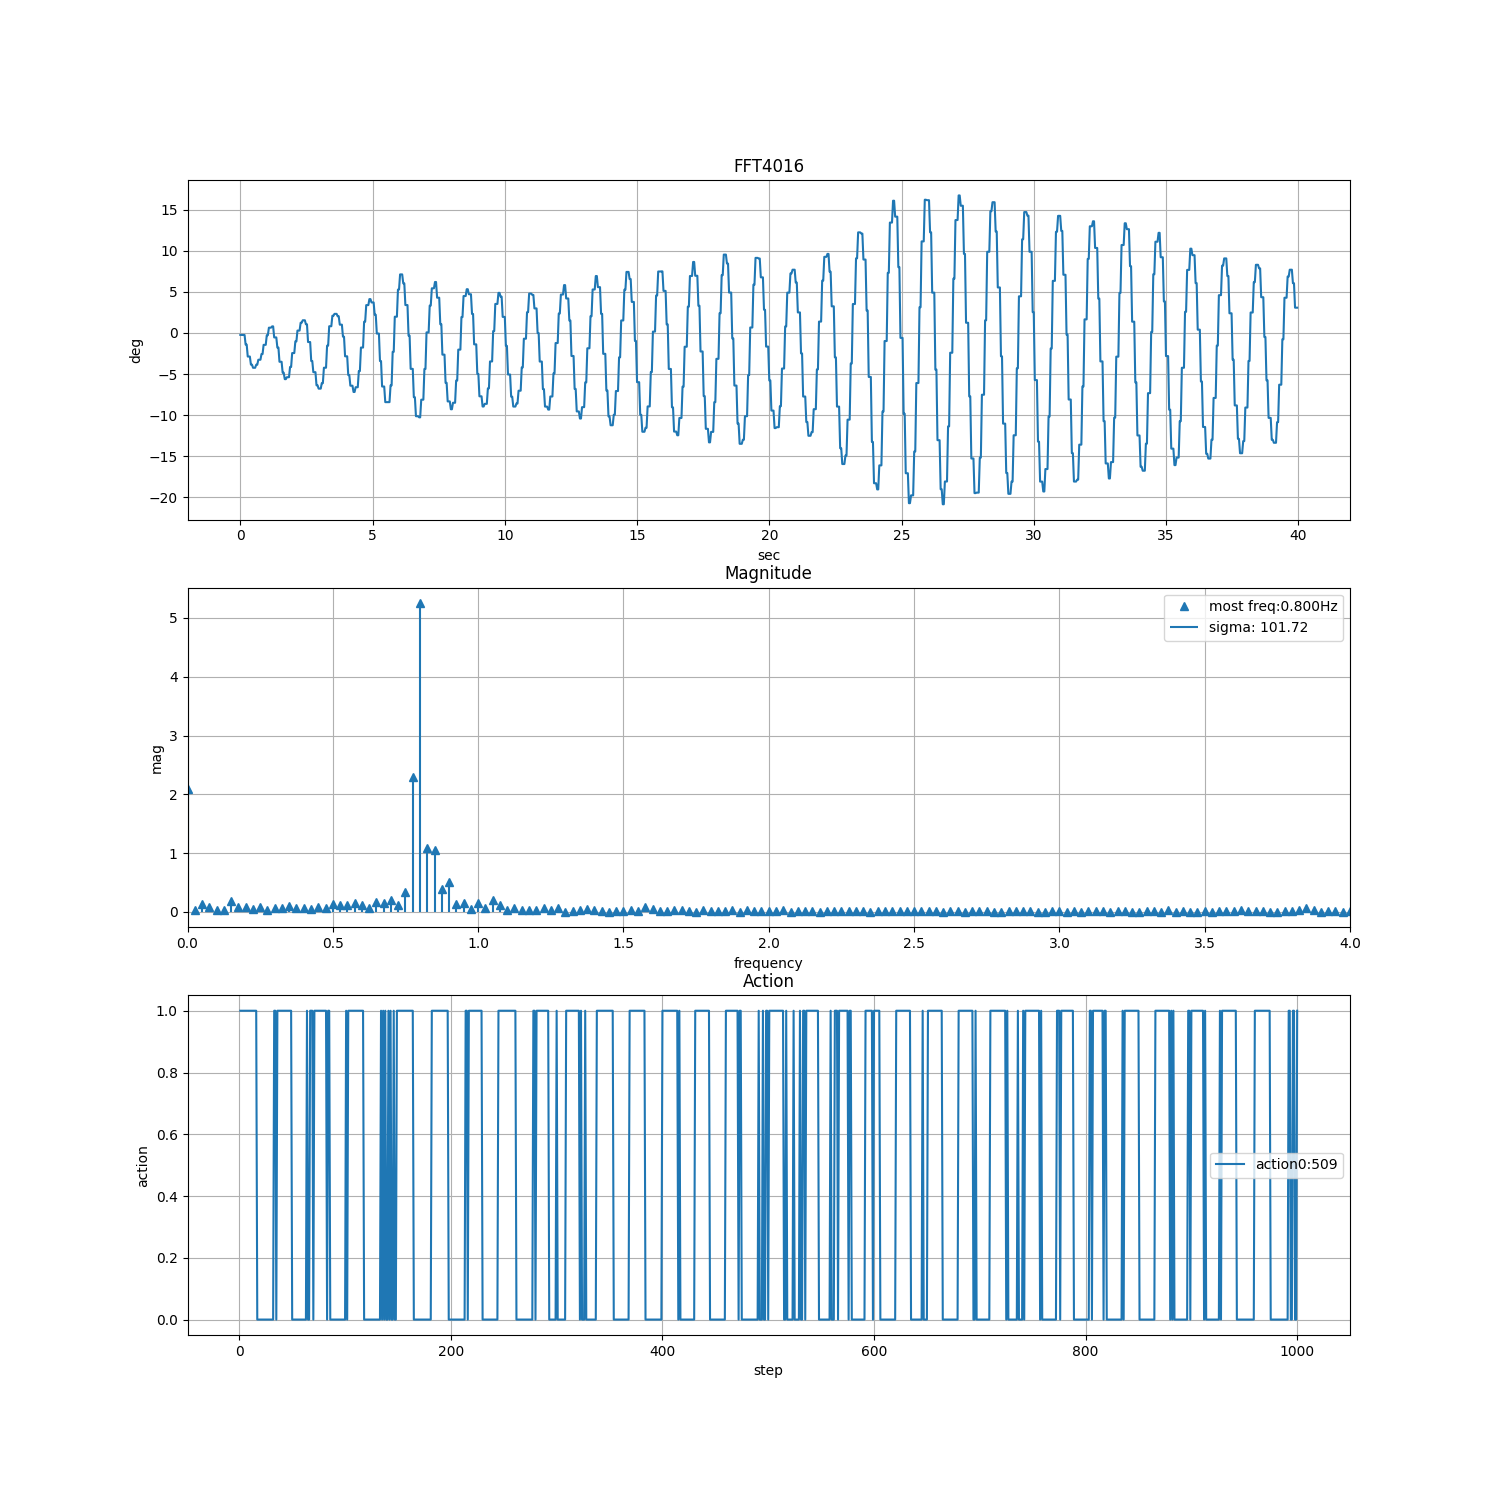 FFT4016
15
10
5
0
−5
−10
−15
−20
deg
0 5 10 15 20 25 30 35 40
sec
Magnitude
most freq:0.800Hz
sigma: 101.72
5
4
3
2
1
0
mag
0.0 0.5 1.0 1.5 2.0 2.5 3.0 3.5 4.0
frequency
Action
1.0
0.8
0.6
0.4
0.2
0.0
action
action0:509
0 200 400 600 800 1000
step